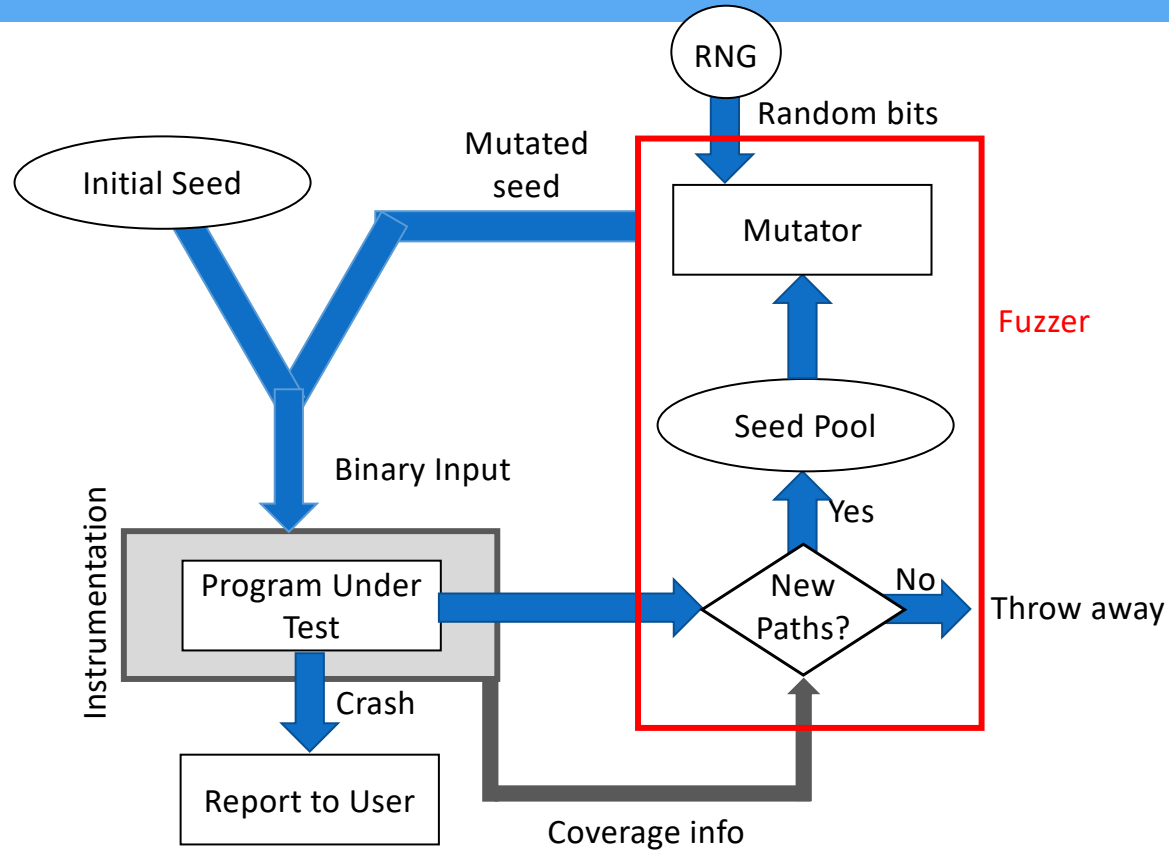 RNG
Random bits
Mutated
seed
Initial Seed
Mutator
Fuzzer
Seed Pool
Binary Input
Yes
Instrumentation
Program Under
Test
New
Paths?
No
Throw away
Crash
Report to User
Coverage info